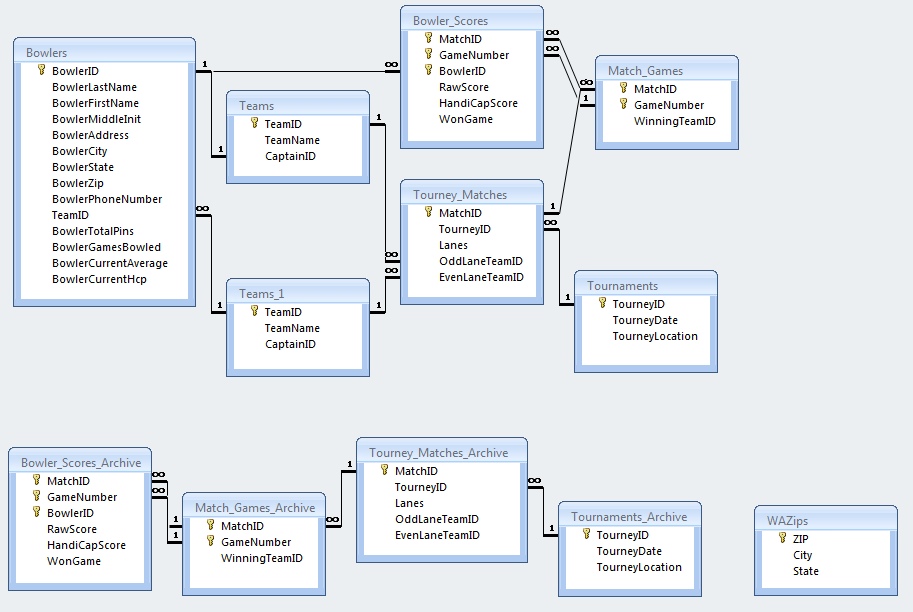 Bowlers
BowlerID
BowlerLastName
BowlerFirstName
BowlerMiddleInit
BowlerAddress
BowlerCity
BowlerState
BowlerZip
BowlerPhoneNumber
TeamID
BowlerTotalPins
BowlerGamesBowled
BowlerCurrentAverage
BowlerCurrentHcp
1
∞
1
∞
1
Teams
TeamID
TeamName
CaptainID
1
∞
∞
1
Teams_1
TeamID
TeamName
CaptainID
Bowler_Scores
MatchID
GameNumber
BowlerID
RawScore
HandiCapScore
WonGame
∞
∞
∞
1
Match_Games
MatchID
GameNumber
WinningTeamID
Tourney_Matches
MatchID
TourneyID
Lanes
OddLaneTeamID
EvenLaneTeamID
1
∞
1
Tournaments
TourneyID
TourneyDate
TourneyLocation
Bowler_Scores_Archive
MatchID
GameNumber
BowlerID
RawScore
HandiCapScore
WonGame
∞
∞
1
1
Match_Games_Archive
MatchID
GameNumber
WinningTeamID
∞
1
Tourney_Matches_Archive
MatchID
TourneyID
Lanes
OddLaneTeamID
EvenLaneTeamID
∞
1
Tournaments_Archive
TourneyID
TourneyDate
TourneyLocation
WAZips
ZIP
City
State